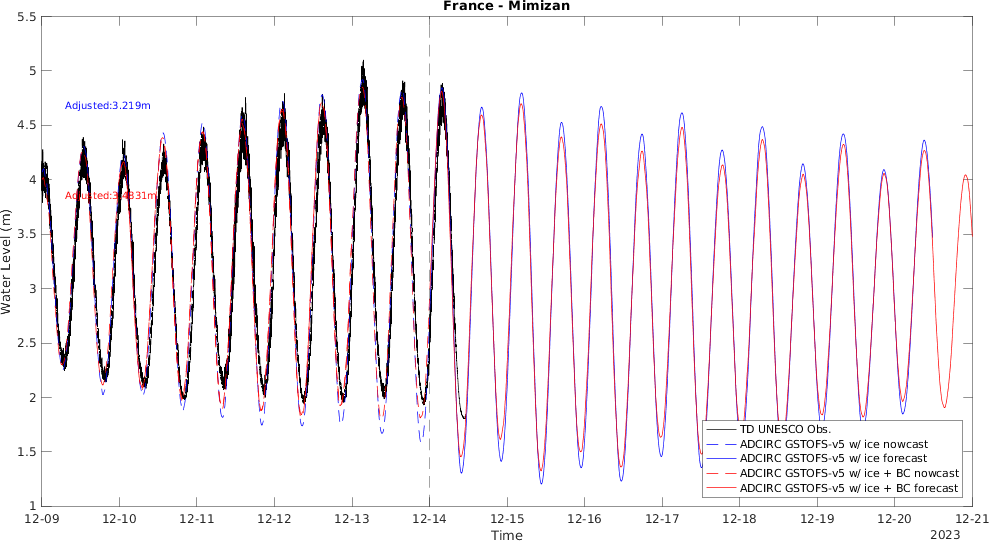 France - Mimizan
5.5
5
4.5
4
3.5
3
2.5
2
1.5
1
Water Level (m)
Adjusted:3.219m
Adjusted:3.4331m
TD UNESCO Obs.
ADCIRC GSTOFS-v5 w/ ice nowcast
ADCIRC GSTOFS-v5 w/ ice forecast
ADCIRC GSTOFS-v5 w/ ice + BC nowcast
ADCIRC GSTOFS-v5 w/ ice + BC forecast
12-09 12-10 12-11 12-12 12-13 12-14 12-15 12-16 12-17 12-18 12-19 12-20 12-21
Time
2023